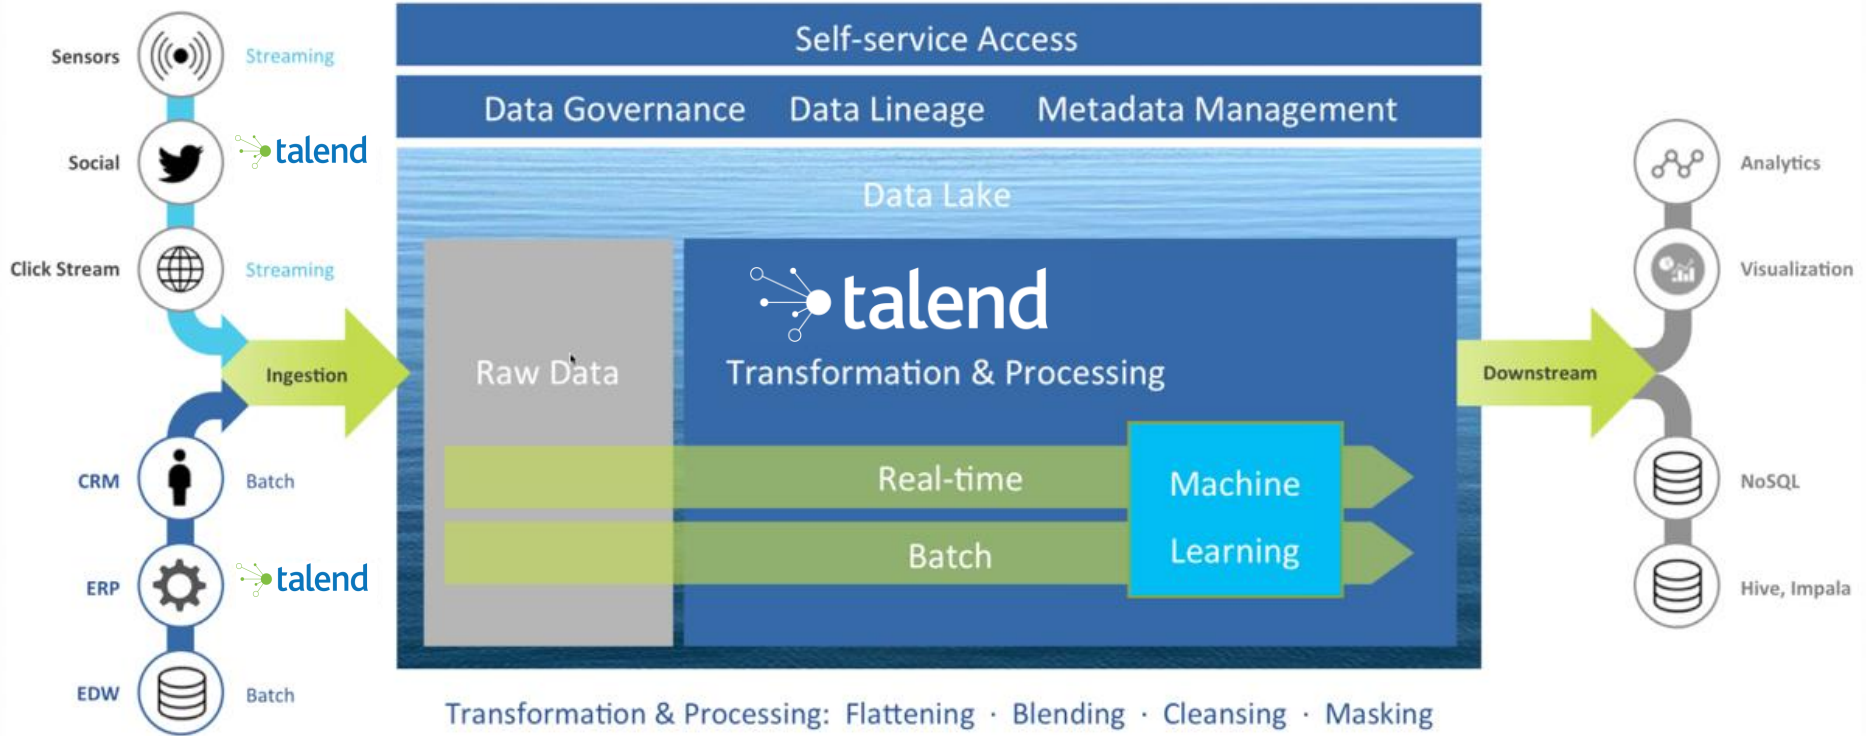 Self-service Access
Data Governance Data Lineage Metadata Management
Data Lake
Sensors Streaming
Social talend
Click Stream Streaming
Ingestion
CRM Batch
ERP talend
EDW Batch
Raw Data
talend
Transformation & Processing
Real-time
Batch
Machine
Learning
Downstream
Analytics
Visualization
NoSQL
Hive, Impala
Transformation & Processing: Flattening · Blending · Cleansing · Masking